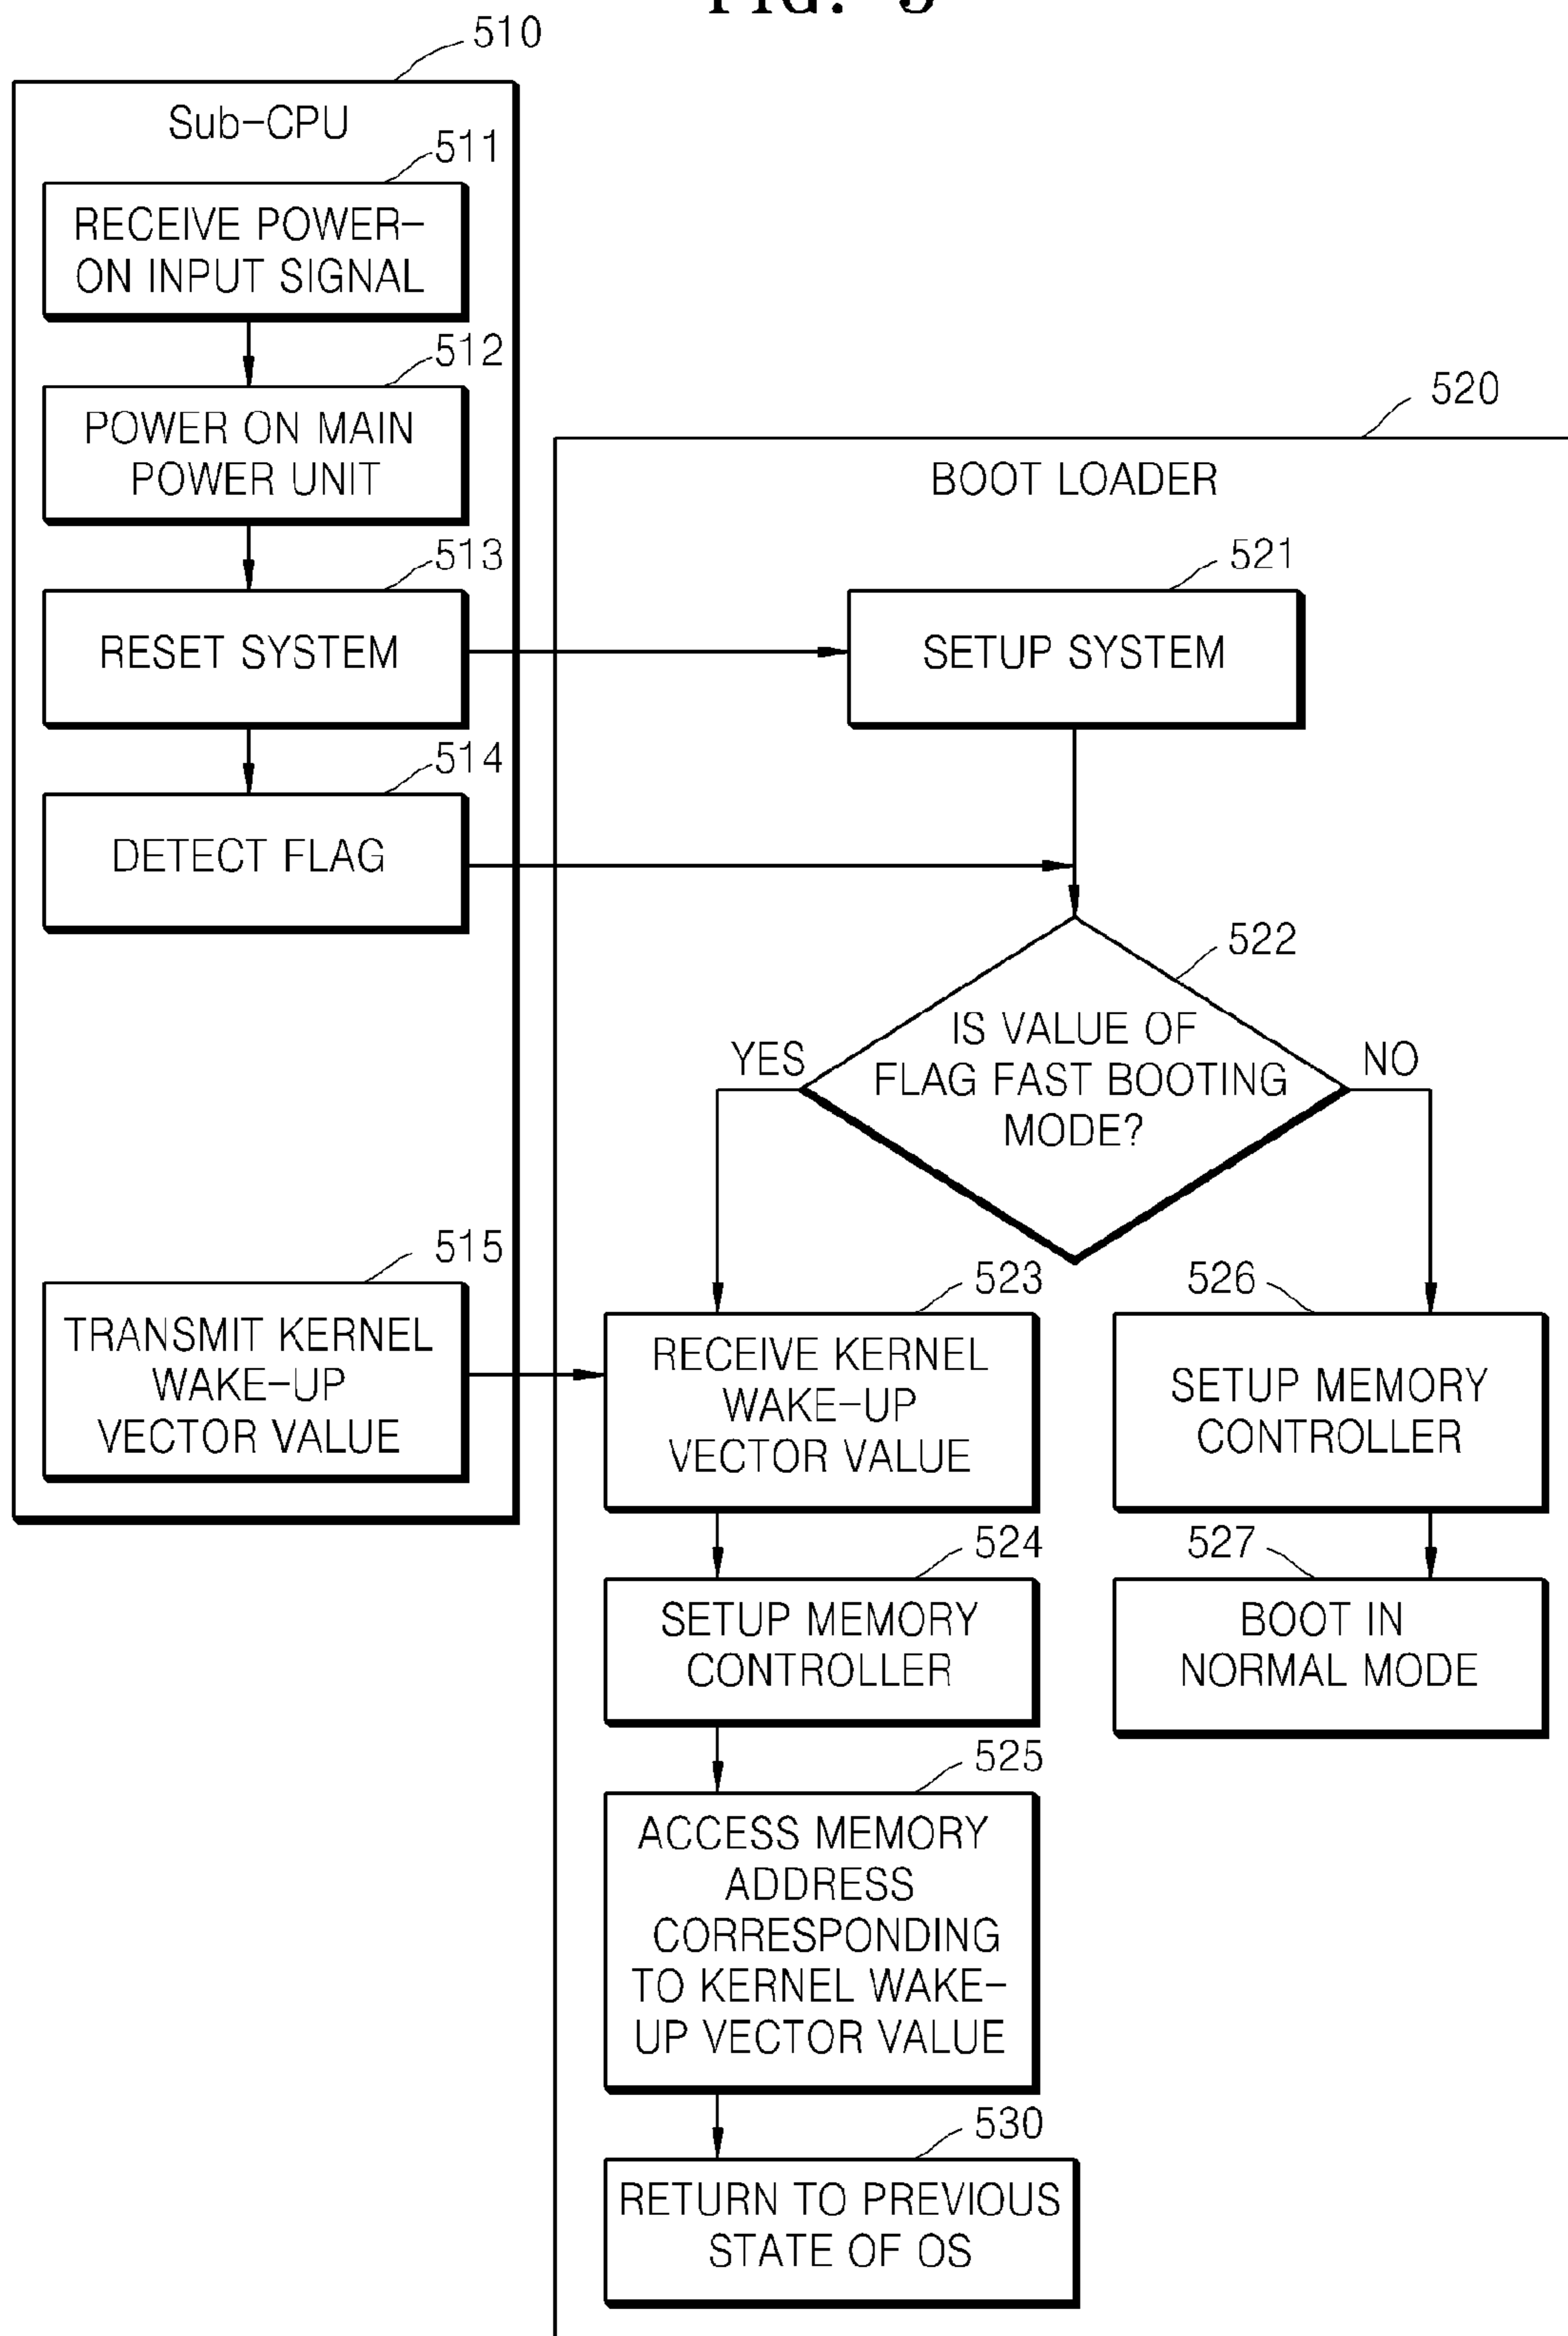 510
Sub-CPU
511
RECEIVE POWER-
ON INPUT SIGNAL
512
POWER ON MAIN
POWER UNIT
513
RESET SYSTEM
514
DETECT FLAG
515
TRANSMIT KERNEL
WAKE-UP
VECTOR VALUE
520
BOOT LOADER
521
SETUP SYSTEM
522
IS VALUE OF
FLAG FAST BOOTING
MODE?
YES
NO
523
RECEIVE KERNEL
WAKE-UP
VECTOR VALUE
524
SETUP MEMORY
CONTROLLER
525
ACCESS MEMORY
ADDRESS
CORRESPONDING
TO KERNEL WAKE-
UP VECTOR VALUE
530
RETURN TO PREVIOUS
STATE OF OS
526
SETUP MEMORY
CONTROLLER
527
BOOT IN
NORMAL MODE